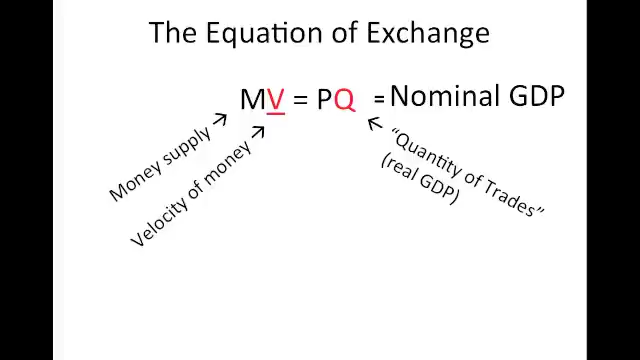 The Equation of Exchange
MV = PQ = Nominal GDP
Money supply →
Velocity of money →
← “Quantity of Trades”
(real GDP)